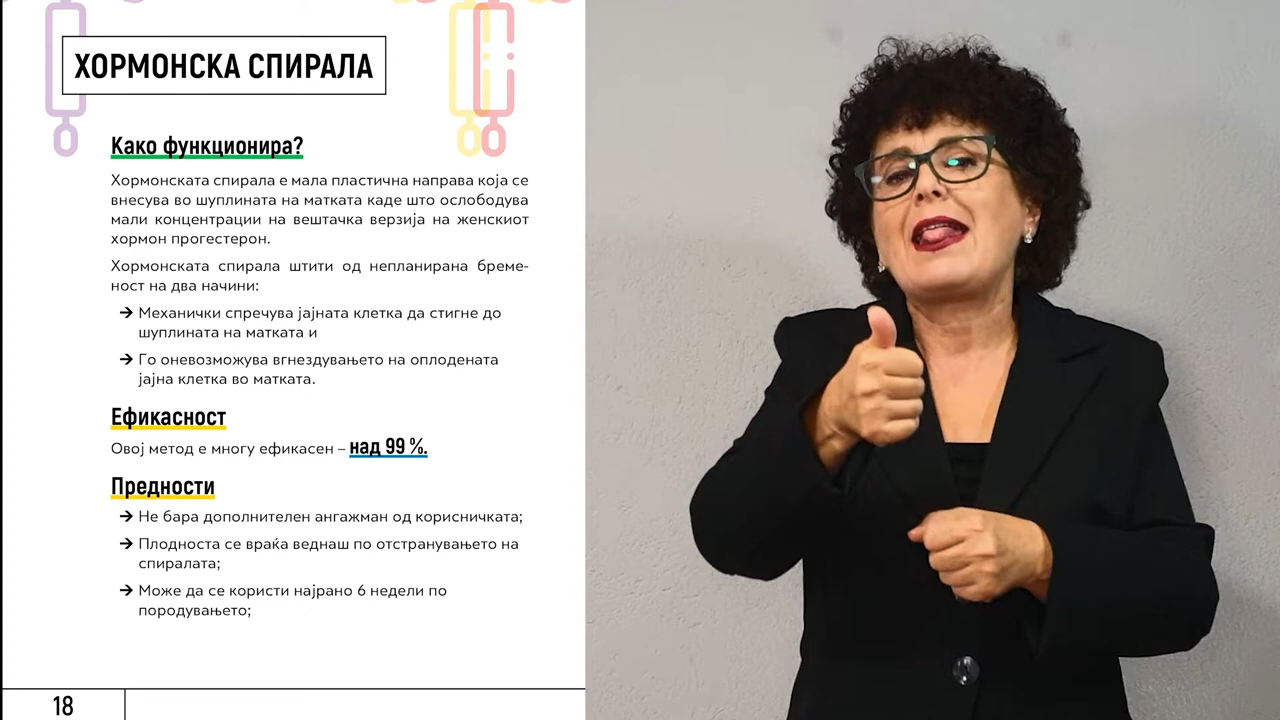 ХОРМОНСКА СПИРАЛА
Како функционира?
Хормонската спирала е мала пластична направа која се
внесува во шуплината на матката каде што ослободува
мали концентрации на вештачка верзија на женскиот
хормон прогестерон.
Хормонската спирала штити од непланирана бреме-
ност на два начини:
→ Механички спречува јајната клетка да стигне до
шуплината на матката и
→ Го оневозможува вгнездувањето на оплодената
јајна клетка во матката.
Ефикасност
Овој метод е многу ефикасен – над 99 %.
Предности
→ Не бара дополнителен ангажман од корисничката;
→ Плодноста се враќа веднаш по отстранувањето на
спиралата;
→ Може да се користи најрано 6 недели по
породувањето;
18